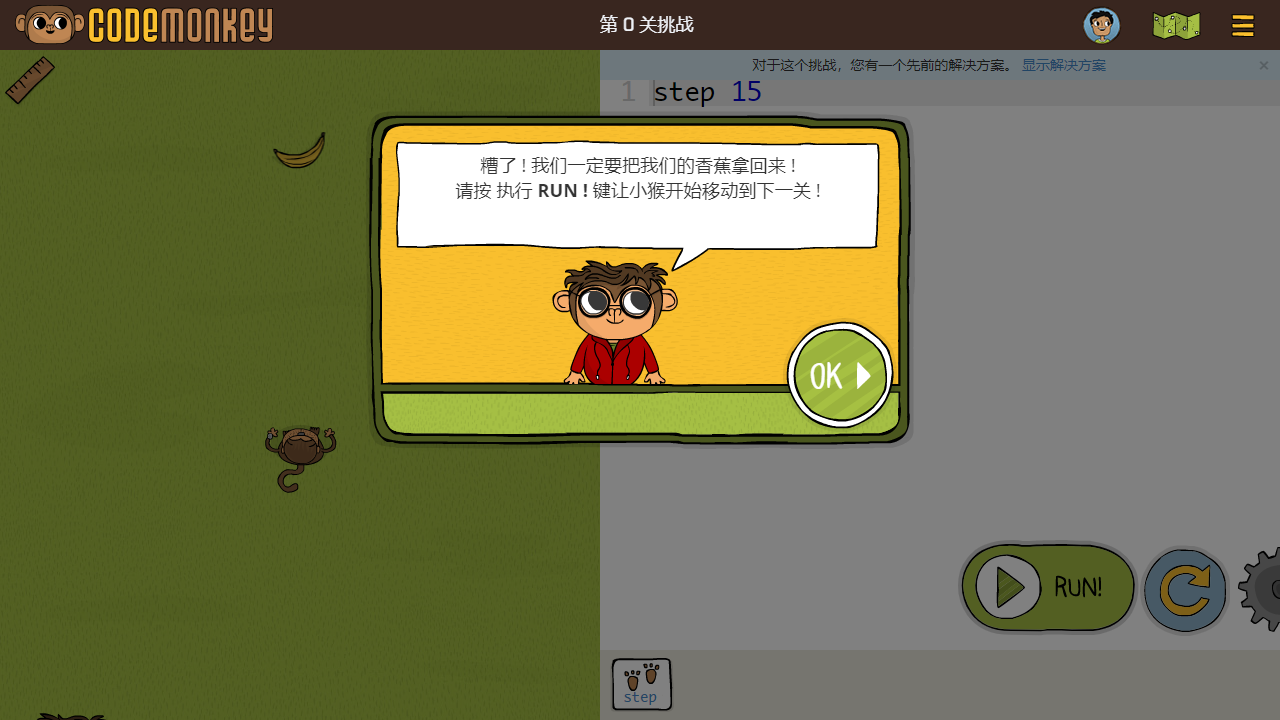 CODEMONKEY
第 0 关挑战
对于这个挑战，您有一个先前的解决方案。 显示解决方案 ×
1 step 15
糟了！我们一定要把我们的香蕉拿回来！
请按 执行 RUN ! 键让小猴开始移动到下一关！
OK
RUN!
step